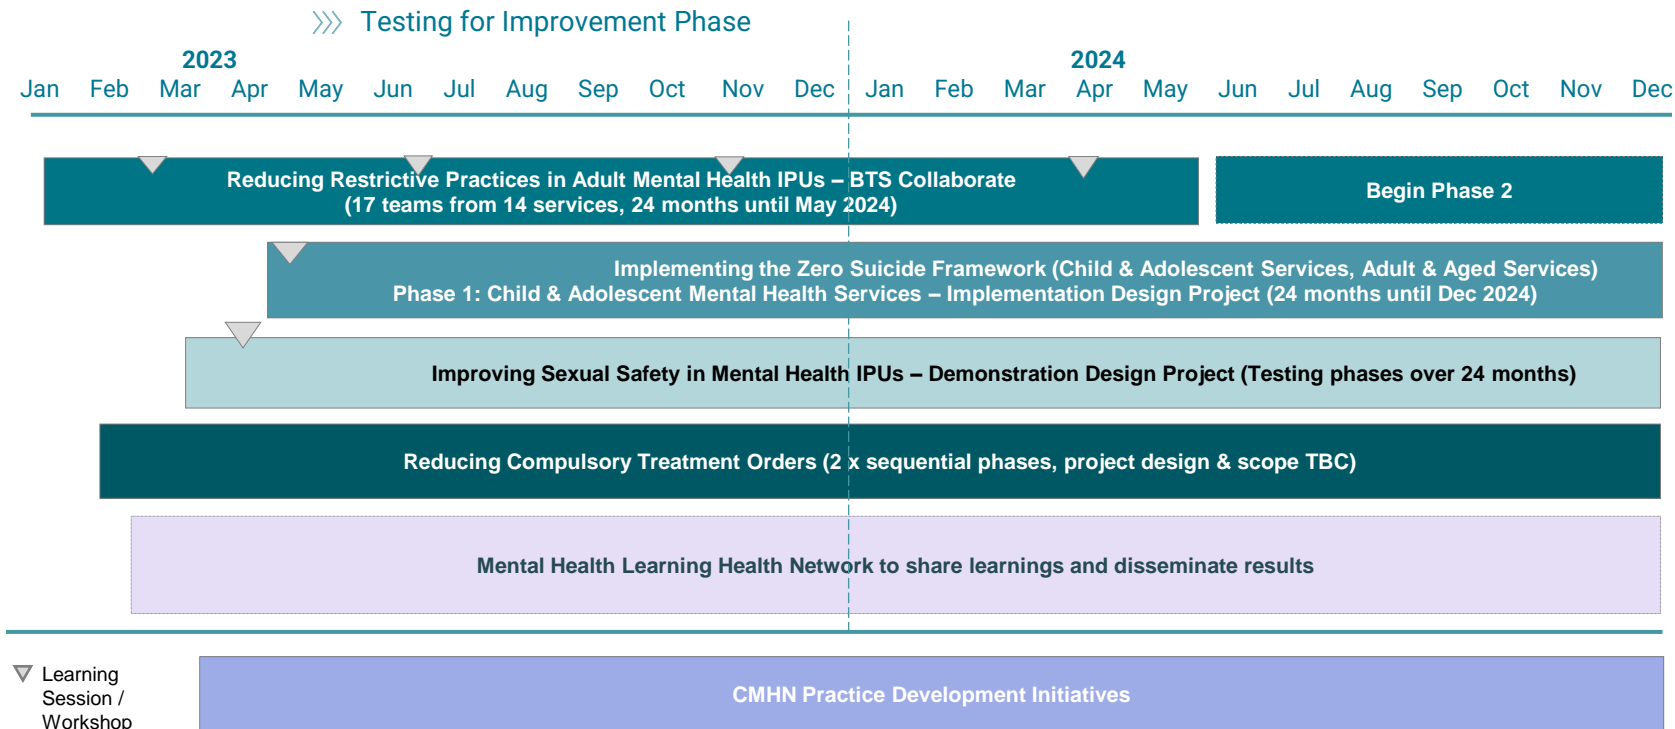 Testing for Improvement Phase
2023 2024
Jan Feb Mar Apr May Jun Jul Aug Sep Oct Nov Dec Jan Feb Mar Apr May Jun Jul Aug Sep Oct Nov Dec
Reducing Restrictive Practices in Adult Mental Health IPUs – BTS Collaborate
(17 teams from 14 services, 24 months until May 2024)
Begin Phase 2
Implementing the Zero Suicide Framework (Child & Adolescent Services, Adult & Aged Services)
Phase 1: Child & Adolescent Mental Health Services – Implementation Design Project (24 months until Dec 2024)
Improving Sexual Safety in Mental Health IPUs – Demonstration Design Project (Testing phases over 24 months)
Reducing Compulsory Treatment Orders (2 x sequential phases, project design & scope TBC)
Mental Health Learning Health Network to share learnings and disseminate results
Learning
Session /
Workshop
CMHN Practice Development Initiatives